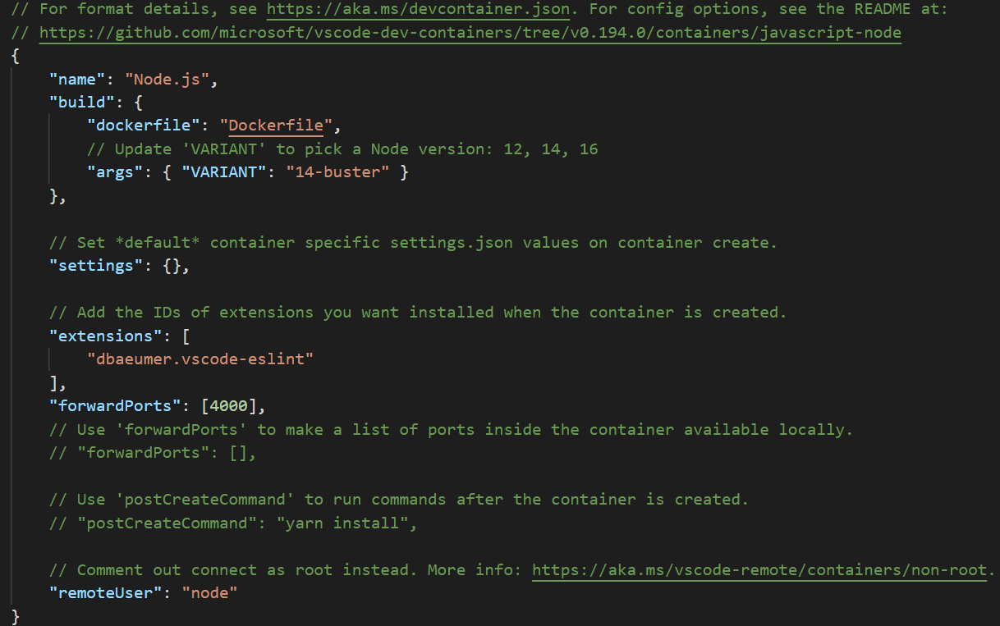 // For format details, see https://aka.ms/devcontainer.json. For config options, see the README at:
// https://github.com/microsoft/vscode-dev-containers/tree/v0.194.0/containers/javascript-node
{
    "name": "Node.js",
    "build": {
        "dockerfile": "Dockerfile",
        // Update 'VARIANT' to pick a Node version: 12, 14, 16
        "args": { "VARIANT": "14-buster" }
    },
    // Set *default* container specific settings.json values on container create.
    "settings": {},
    // Add the IDs of extensions you want installed when the container is created.
    "extensions": [
        "dbaeumer.vscode-eslint"
    ],
    "forwardPorts": [4000],
    // Use 'forwardPorts' to make a list of ports inside the container available locally.
    // "forwardPorts": [],
    // Use 'postCreateCommand' to run commands after the container is created.
    // "postCreateCommand": "yarn install",
    // Comment out connect as root instead. More info: https://aka.ms/vscode-remote/containers/non-root.
    "remoteUser": "node"
}